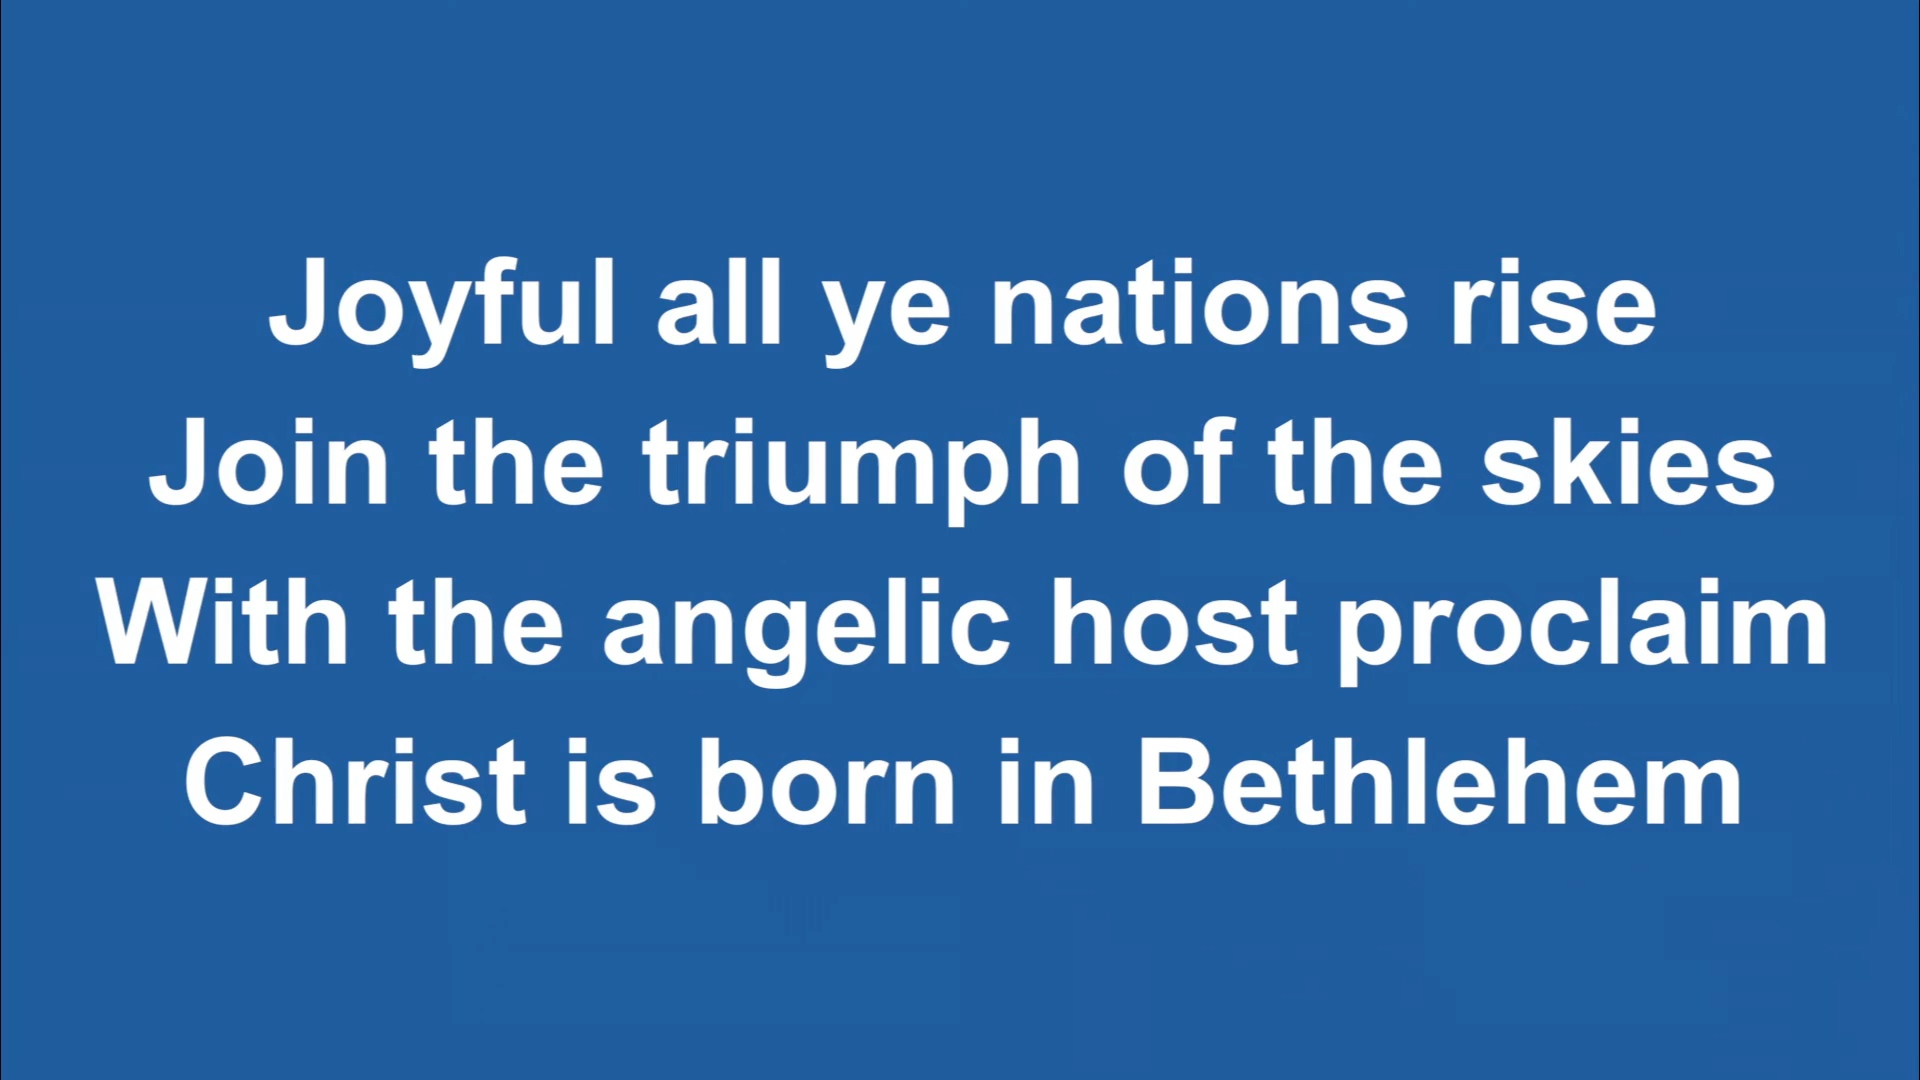 Joyful all ye nations rise
Join the triumph of the skies
With the angelic host proclaim
Christ is born in Bethlehem